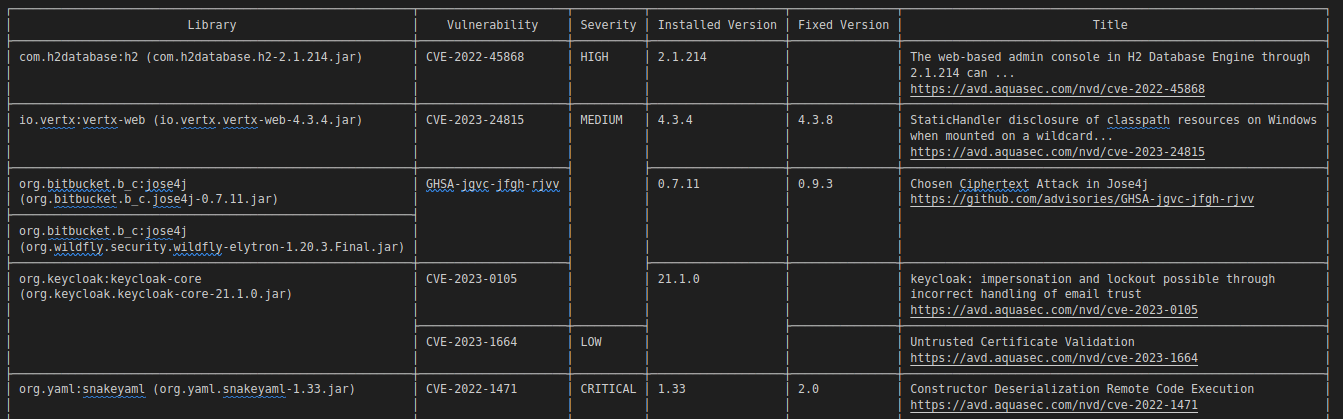 Library Vulnerability Severity Installed Version Fixed Version Title
com.h2database:h2 (com.h2database.h2-2.1.214.jar) CVE-2022-45868 HIGH 2.1.214 The web-based admin console in H2 Database Engine through
2.1.214 can ...
https://avd.aquasec.com/nvd/cve-2022-45868
io.vertx:vertx-web (io.vertx.vertx-web-4.3.4.jar) CVE-2023-24815 MEDIUM 4.3.4 4.3.8 StaticHandler disclosure of classpath resources on Windows
when mounted on a wildcard...
https://avd.aquasec.com/nvd/cve-2023-24815
org.bitbucket.b_c:jose4j GHSA-jgvc-jfgh-rjvv 0.7.11 0.9.3 Chosen Ciphertext Attack in Jose4j
(org.bitbucket.b_c.jose4j-0.7.11.jar) https://github.com/advisories/GHSA-jgvc-jfgh-rjvv
org.bitbucket.b_c:jose4j
(org.wildfly.security.wildfly-elytron-1.20.3.Final.jar)
org.keycloak:keycloak-core CVE-2023-0105 21.1.0 keycloak: impersonation and lockout possible through
(org.keycloak.keycloak-core-21.1.0.jar) incorrect handling of email trust
https://avd.aquasec.com/nvd/cve-2023-0105
CVE-2023-1664 LOW Untrusted Certificate Validation
https://avd.aquasec.com/nvd/cve-2023-1664
org.yaml:snakeyaml (org.yaml.snakeyaml-1.33.jar) CVE-2022-1471 CRITICAL 1.33 2.0 Constructor Deserialization Remote Code Execution
https://avd.aquasec.com/nvd/cve-2022-1471